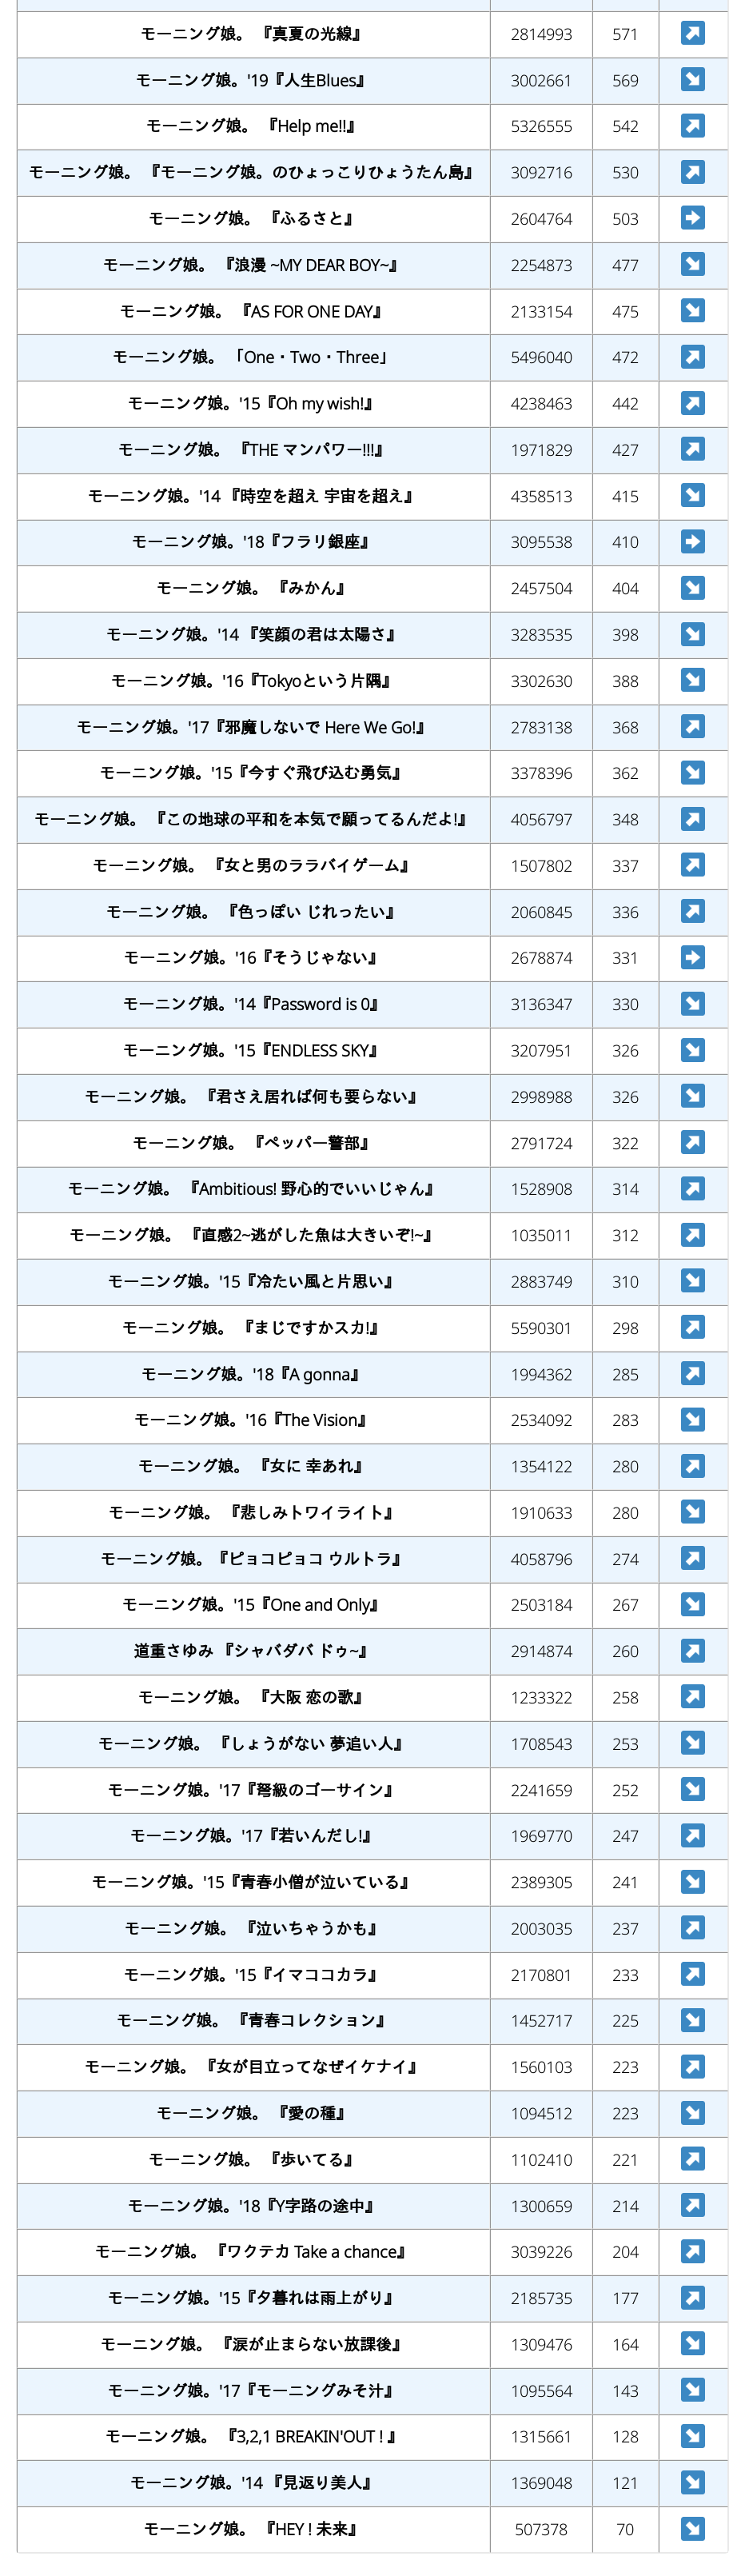 モーニング娘。 『真夏の光線』 2814993 571 ↗
モーニング娘。'19『人生Blues』 3002661 569 ↘
モーニング娘。 『Help me!!』 5326555 542 ↗
モーニング娘。 『モーニング娘。のひょっこりひょうたん島』 3092716 530 ↗
モーニング娘。 『ふるさと』 2604764 503 ➡
モーニング娘。 『浪漫 ~MY DEAR BOY~』 2254873 477 ↘
モーニング娘。 『AS FOR ONE DAY』 2133154 475 ↘
モーニング娘。 「One・Two・Three」 5496040 472 ↗
モーニング娘。'15『Oh my wish!』 4238463 442 ↗
モーニング娘。 『THE マンパワー!!!』 1971829 427 ↗
モーニング娘。'14 『時空を超え 宇宙を超え』 4358513 415 ↘
モーニング娘。'18『フラリ銀座』 3095538 410 ➡
モーニング娘。 『みかん』 2457504 404 ↘
モーニング娘。'14 『笑顔の君は太陽さ』 3283535 398 ↘
モーニング娘。'16『Tokyoという片隅』 3302630 388 ↘
モーニング娘。'17『邪魔しないで Here We Go!』 2783138 368 ↗
モーニング娘。'15『今すぐ飛び込む勇気』 3378396 362 ↘
モーニング娘。 『この地球の平和を本気で願ってるんだよ!』 4056797 348 ↗
モーニング娘。 『女と男のララバイゲーム』 1507802 337 ↗
モーニング娘。 『色っぽい じれったい』 2060845 336 ↗
モーニング娘。'16『そうじゃない』 2678874 331 ➡
モーニング娘。'14『Password is 0』 3136347 330 ↘
モーニング娘。'15『ENDLESS SKY』 3207951 326 ↘
モーニング娘。 『君さえ居れば何も要らない』 2998988 326 ↘
モーニング娘。 『ペッパー警部』 2791724 322 ↗
モーニング娘。 『Ambitious! 野心的でいいじゃん』 1528908 314 ↗
モーニング娘。 『直感2~逃がした魚は大きいぞ!~』 1035011 312 ↗
モーニング娘。'15『冷たい風と片思い』 2883749 310 ↘
モーニング娘。 『まじですかスカ!』 5590301 298 ↗
モーニング娘。'18『A gonna』 1994362 285 ↗
モーニング娘。'16『The Vision』 2534092 283 ↘
モーニング娘。 『女に 幸あれ』 1354122 280 ↗
モーニング娘。 『悲しみトワイライト』 1910633 280 ↘
モーニング娘。『ピョコピョコ ウルトラ』 4058796 274 ↗
モーニング娘。'15『One and Only』 2503184 267 ↘
道重さゆみ 『シャバダバ ドゥ~』 2914874 260 ↗
モーニング娘。 『大阪 恋の歌』 1233322 258 ↗
モーニング娘。 『しょうがない 夢追い人』 1708543 253 ↘
モーニング娘。'17『弩級のゴーサイン』 2241659 252 ↘
モーニング娘。'17『若いんだし!』 1969770 247 ↗
モーニング娘。'15『青春小僧が泣いている』 2389305 241 ↘
モーニング娘。 『泣いちゃうかも』 2003035 237 ↗
モーニング娘。'15『イマココカラ』 2170801 233 ↗
モーニング娘。 『青春コレクション』 1452717 225 ↘
モーニング娘。 『女が目立ってなぜイケナイ』 1560103 223 ↗
モーニング娘。 『愛の種』 1094512 223 ↘
モーニング娘。 『歩いてる』 1102410 221 ↗
モーニング娘。'18『Y字路の途中』 1300659 214 ↗
モーニング娘。 『ワクテカ Take a chance』 3039226 204 ↗
モーニング娘。'15『夕暮れは雨上がり』 2185735 177 ↗
モーニング娘。 『涙が止まらない放課後』 1309476 164 ↘
モーニング娘。'17『モーニングみそ汁』 1095564 143 ↘
モーニング娘。 『3,2,1 BREAKIN'OUT ! 』 1315661 128 ↘
モーニング娘。'14 『見返り美人』 1369048 121 ↘
モーニング娘。 『HEY ! 未来』 507378 70 ↘